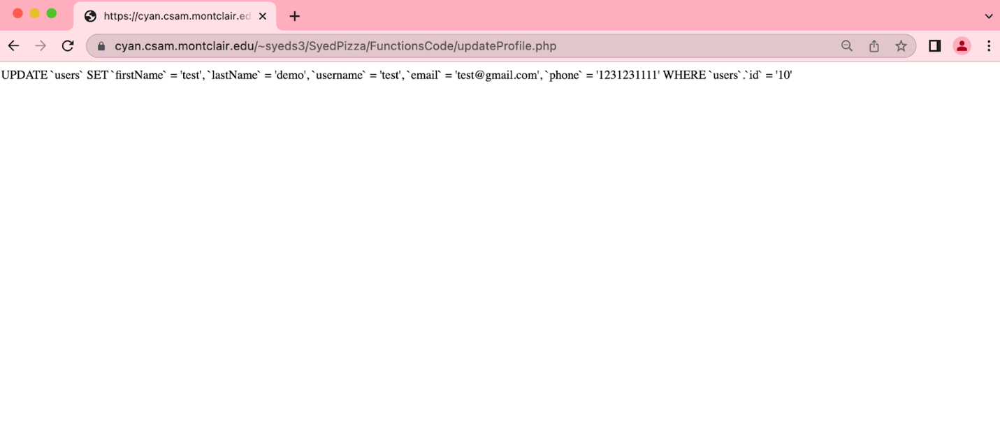 https://cyan.csam.montclair.ed
cyan.csam.montclair.edu/~syeds3/SyedPizza/FunctionsCode/updateProfile.php
UPDATE `users` SET `firstName` = 'test',`lastName` = 'demo',`username` = 'test',`email` = 'test@gmail.com',`phone` = '1231231111' WHERE `users`.`id` = '10'